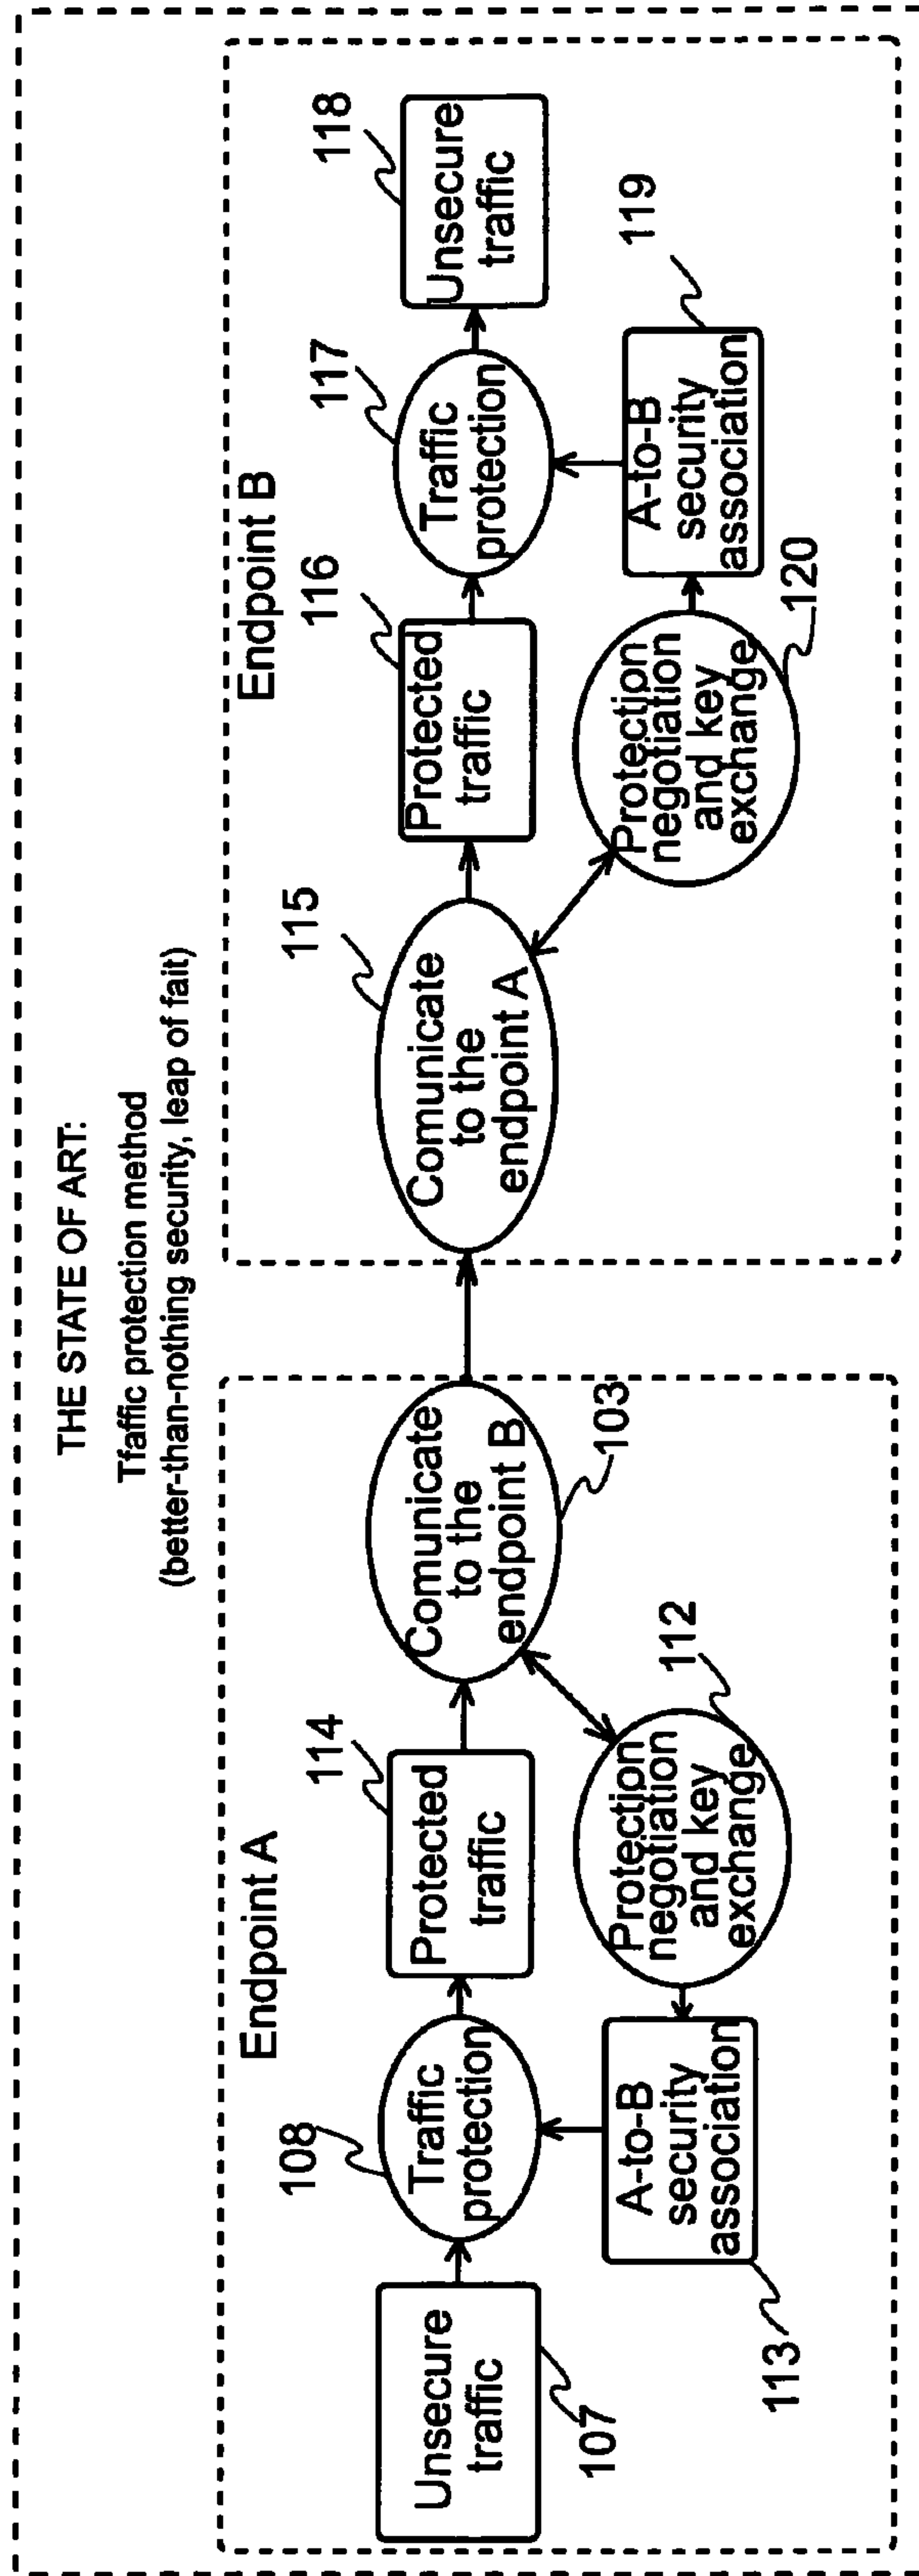 THE STATE OF ART:
Tfaffic protection method
(better-than-nothing security, leap of fait)
Endpoint A
Unsecure
traffic
107
108
Traffic
protection
114
Protected
traffic
Comunicate
to the
endpoint B
103
A-to-B
security
association
113
Protection
negotiation
and key
exchange
112
Endpoint B
115
Comunicate
to the
endpoint A
116
Protected
traffic
117
Traffic
protection
118
Unsecure
traffic
Protection
negotiation
and key
exchange
120
A-to-B
security
association
119